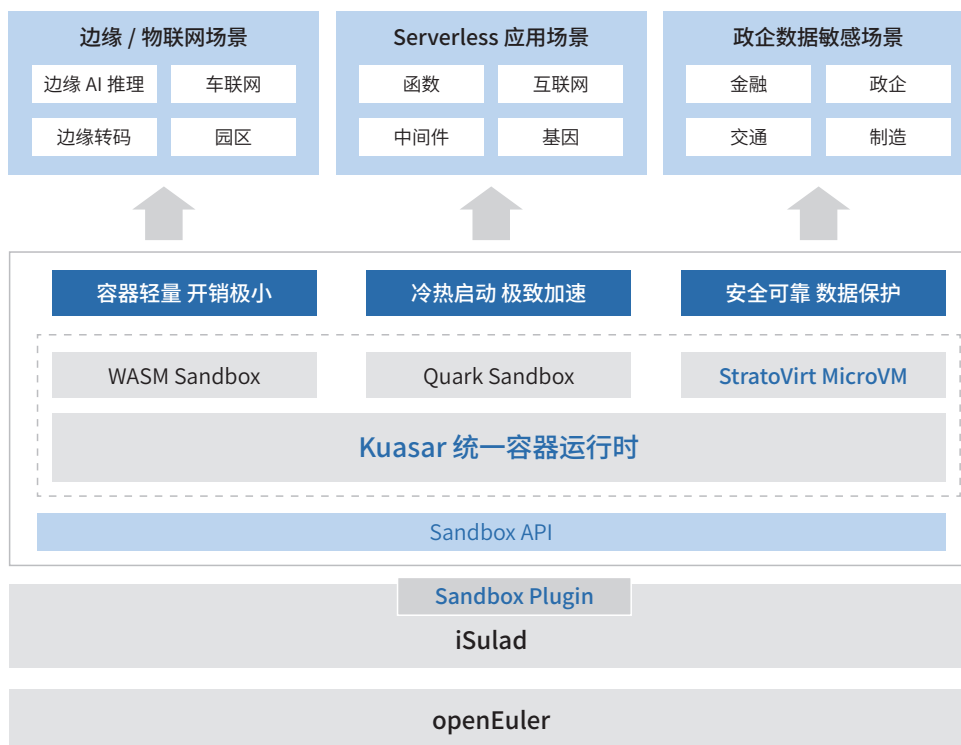 边缘 / 物联网场景
Serverless 应用场景
政企数据敏感场景
边缘 AI 推理
车联网
函数
互联网
金融
政企
边缘转码
园区
中间件
基因
交通
制造
容器轻量 开销极小
冷热启动 极致加速
安全可靠 数据保护
WASM Sandbox
Quark Sandbox
StratoVirt MicroVM
Kuasar 统一容器运行时
Sandbox API
Sandbox Plugin
iSulad
openEuler